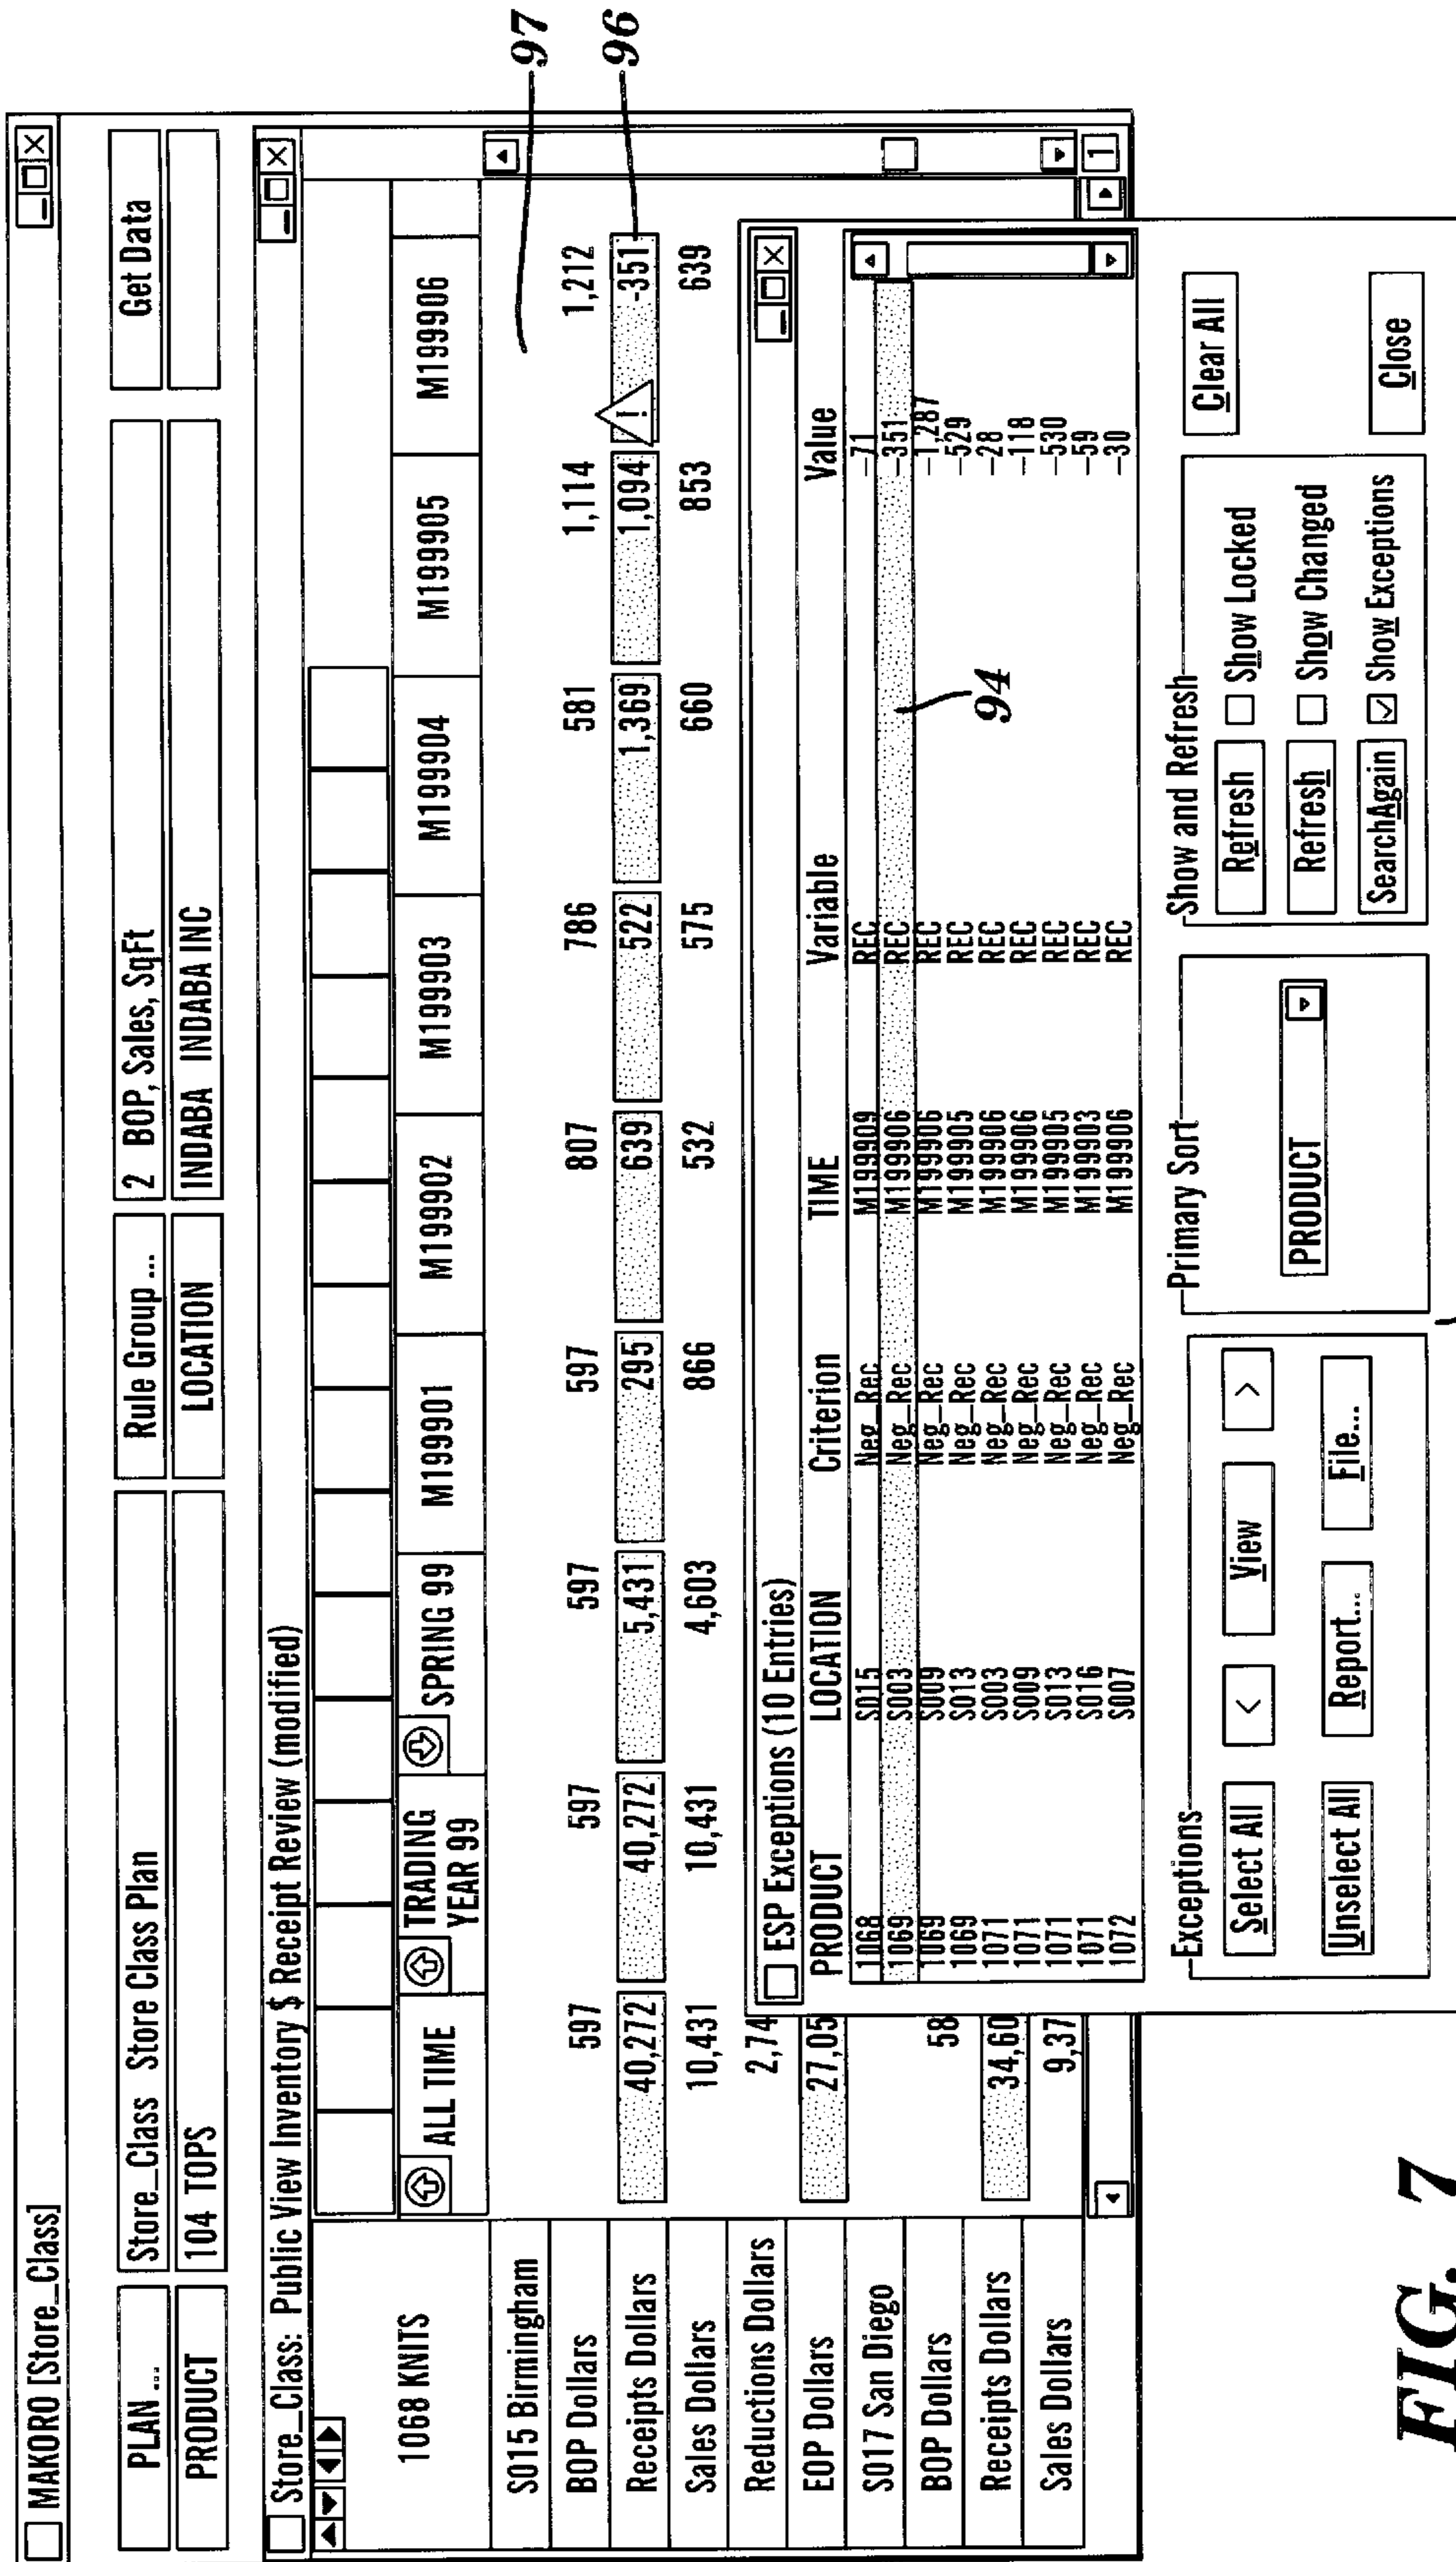 MAKORO [Store_Class]
PLAN ... Store_Class Store Class Plan Rule Group ... 2 BOP, Sales, SqFt Get Data
PRODUCT 104 TOPS LOCATION INDABA INDABA INC
Store_Class: Public View Inventory $ Receipt Review (modified)
1068 KNITS ALL TIME TRADING YEAR 99 SPRING 99 M199901 M199902 M199903 M199904 M199905 M199906
97
S015 Birmingham
BOP Dollars 597 597 597 597 807 786 581 1,114 1,212
Receipts Dollars 40,272 40,272 5,431 295 639 522 1,369 1,094 ! -351
96
Sales Dollars 10,431 10,431 4,603 866 532 575 660 853 639
Reductions Dollars 2,74
EOP Dollars 27,05
S017 San Diego
BOP Dollars 58
Receipts Dollars 34,60
Sales Dollars 9,37
1
ESP Exceptions (10 Entries)
PRODUCT LOCATION Criterion TIME Variable Value
1068 S015 Neg_Rec M199909 REC -71
1069 S003 Neg_Rec M199906 REC -351
1069 S009 Neg_Rec M199906 REC -1,287
1069 S013 Neg_Rec M199905 REC -529
1071 S003 Neg_Rec M199906 REC -28
1071 S009 Neg_Rec M199906 REC -118
1071 S013 Neg_Rec M199905 REC -530
1071 S016 Neg_Rec M199903 REC -59
1072 S007 Neg_Rec M199906 REC -30
94
Exceptions Primary Sort Show and Refresh
Select All < View > Refresh Show Locked Clear All
PRODUCT Refresh Show Changed
Unselect All Report... File... SearchAgain Show Exceptions Close
FIG. 7